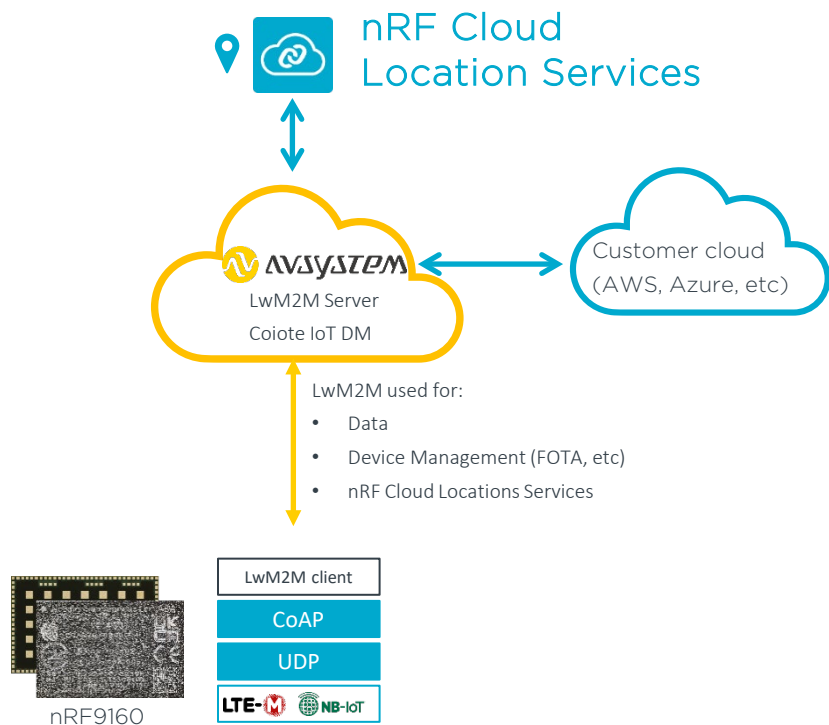 nRF Cloud
Location Services
AVSYSTEM
LwM2M Server
Coiote IoT DM
Customer cloud
(AWS, Azure, etc)
LwM2M used for:
• Data
• Device Management (FOTA, etc)
• nRF Cloud Locations Services
LwM2M client
CoAP
UDP
LTE-M NB-IoT
nRF9160